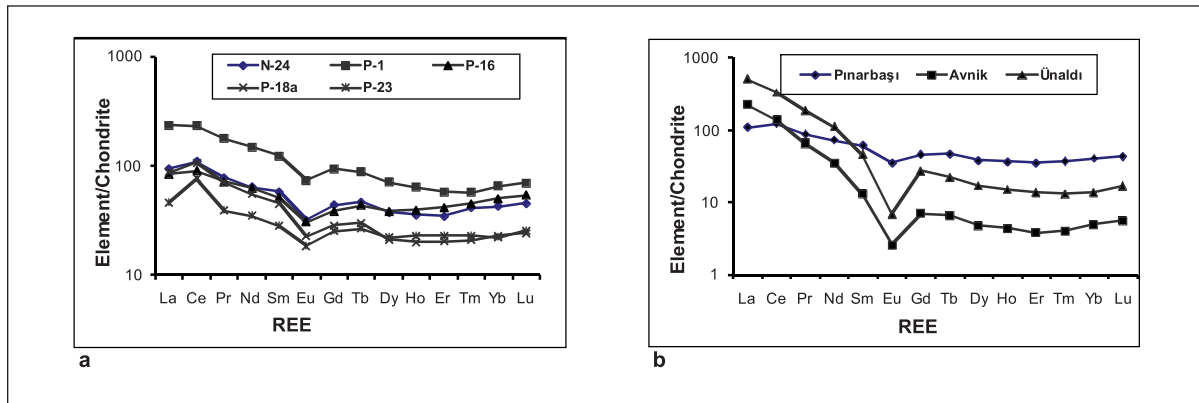 1000
100
10
Element/Chondrite
N-24 P-1 P-16
P-18a P-23
La Ce Pr Nd Sm Eu Gd Tb Dy Ho Er Tm Yb Lu
REE
a
1000
100
10
1
Element/Chondrite
Pınarbaşı Avnik Ünaldı
La Ce Pr Nd Sm Eu Gd Tb Dy Ho Er Tm Yb Lu
REE
b